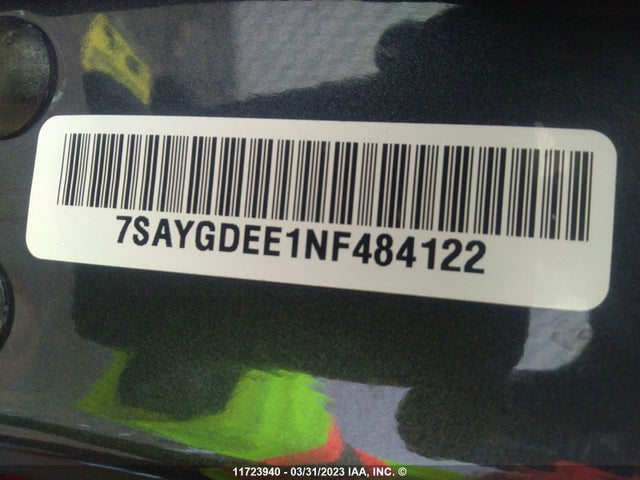 7SAYGDEE1NF484122
11723940 - 03/31/2023 IAA, INC. ©